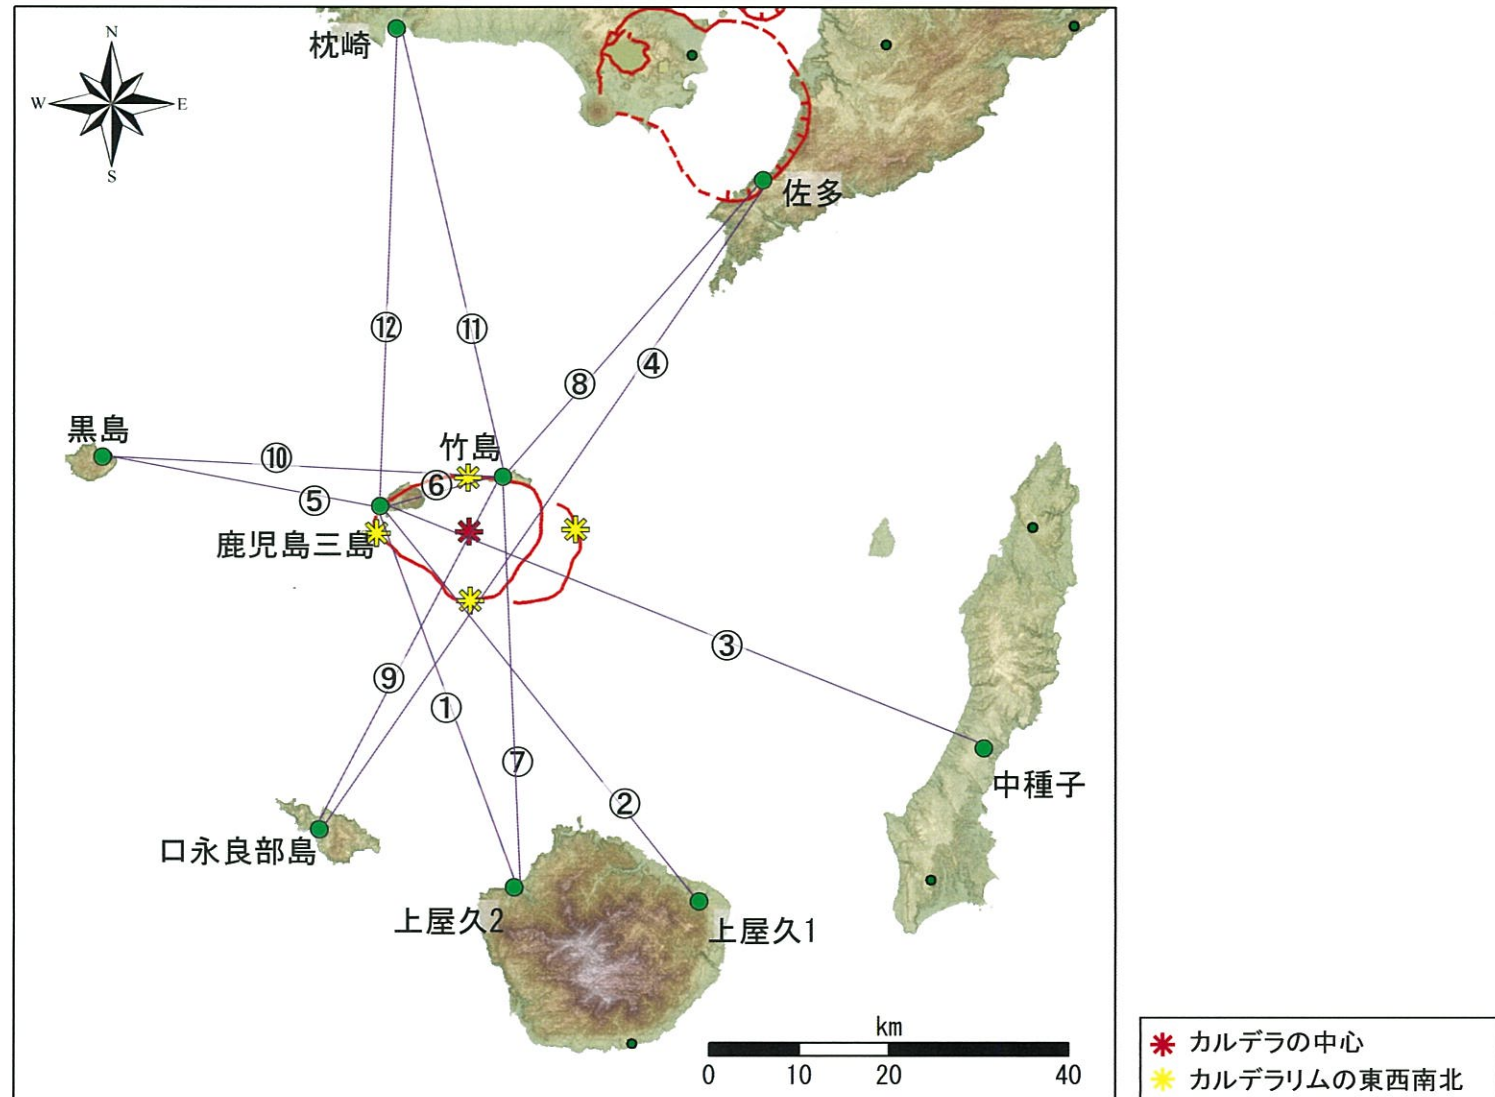 枕崎
N
W
E
S
佐多
⑫
⑪
⑧
④
黒島
竹島
⑩
⑥
⑤
鹿児島三島
③
⑨
①
⑦
中種子
②
口永良部島
上屋久2
上屋久1
km
0 10 20 40
カルデラの中心
カルデラリムの東西南北